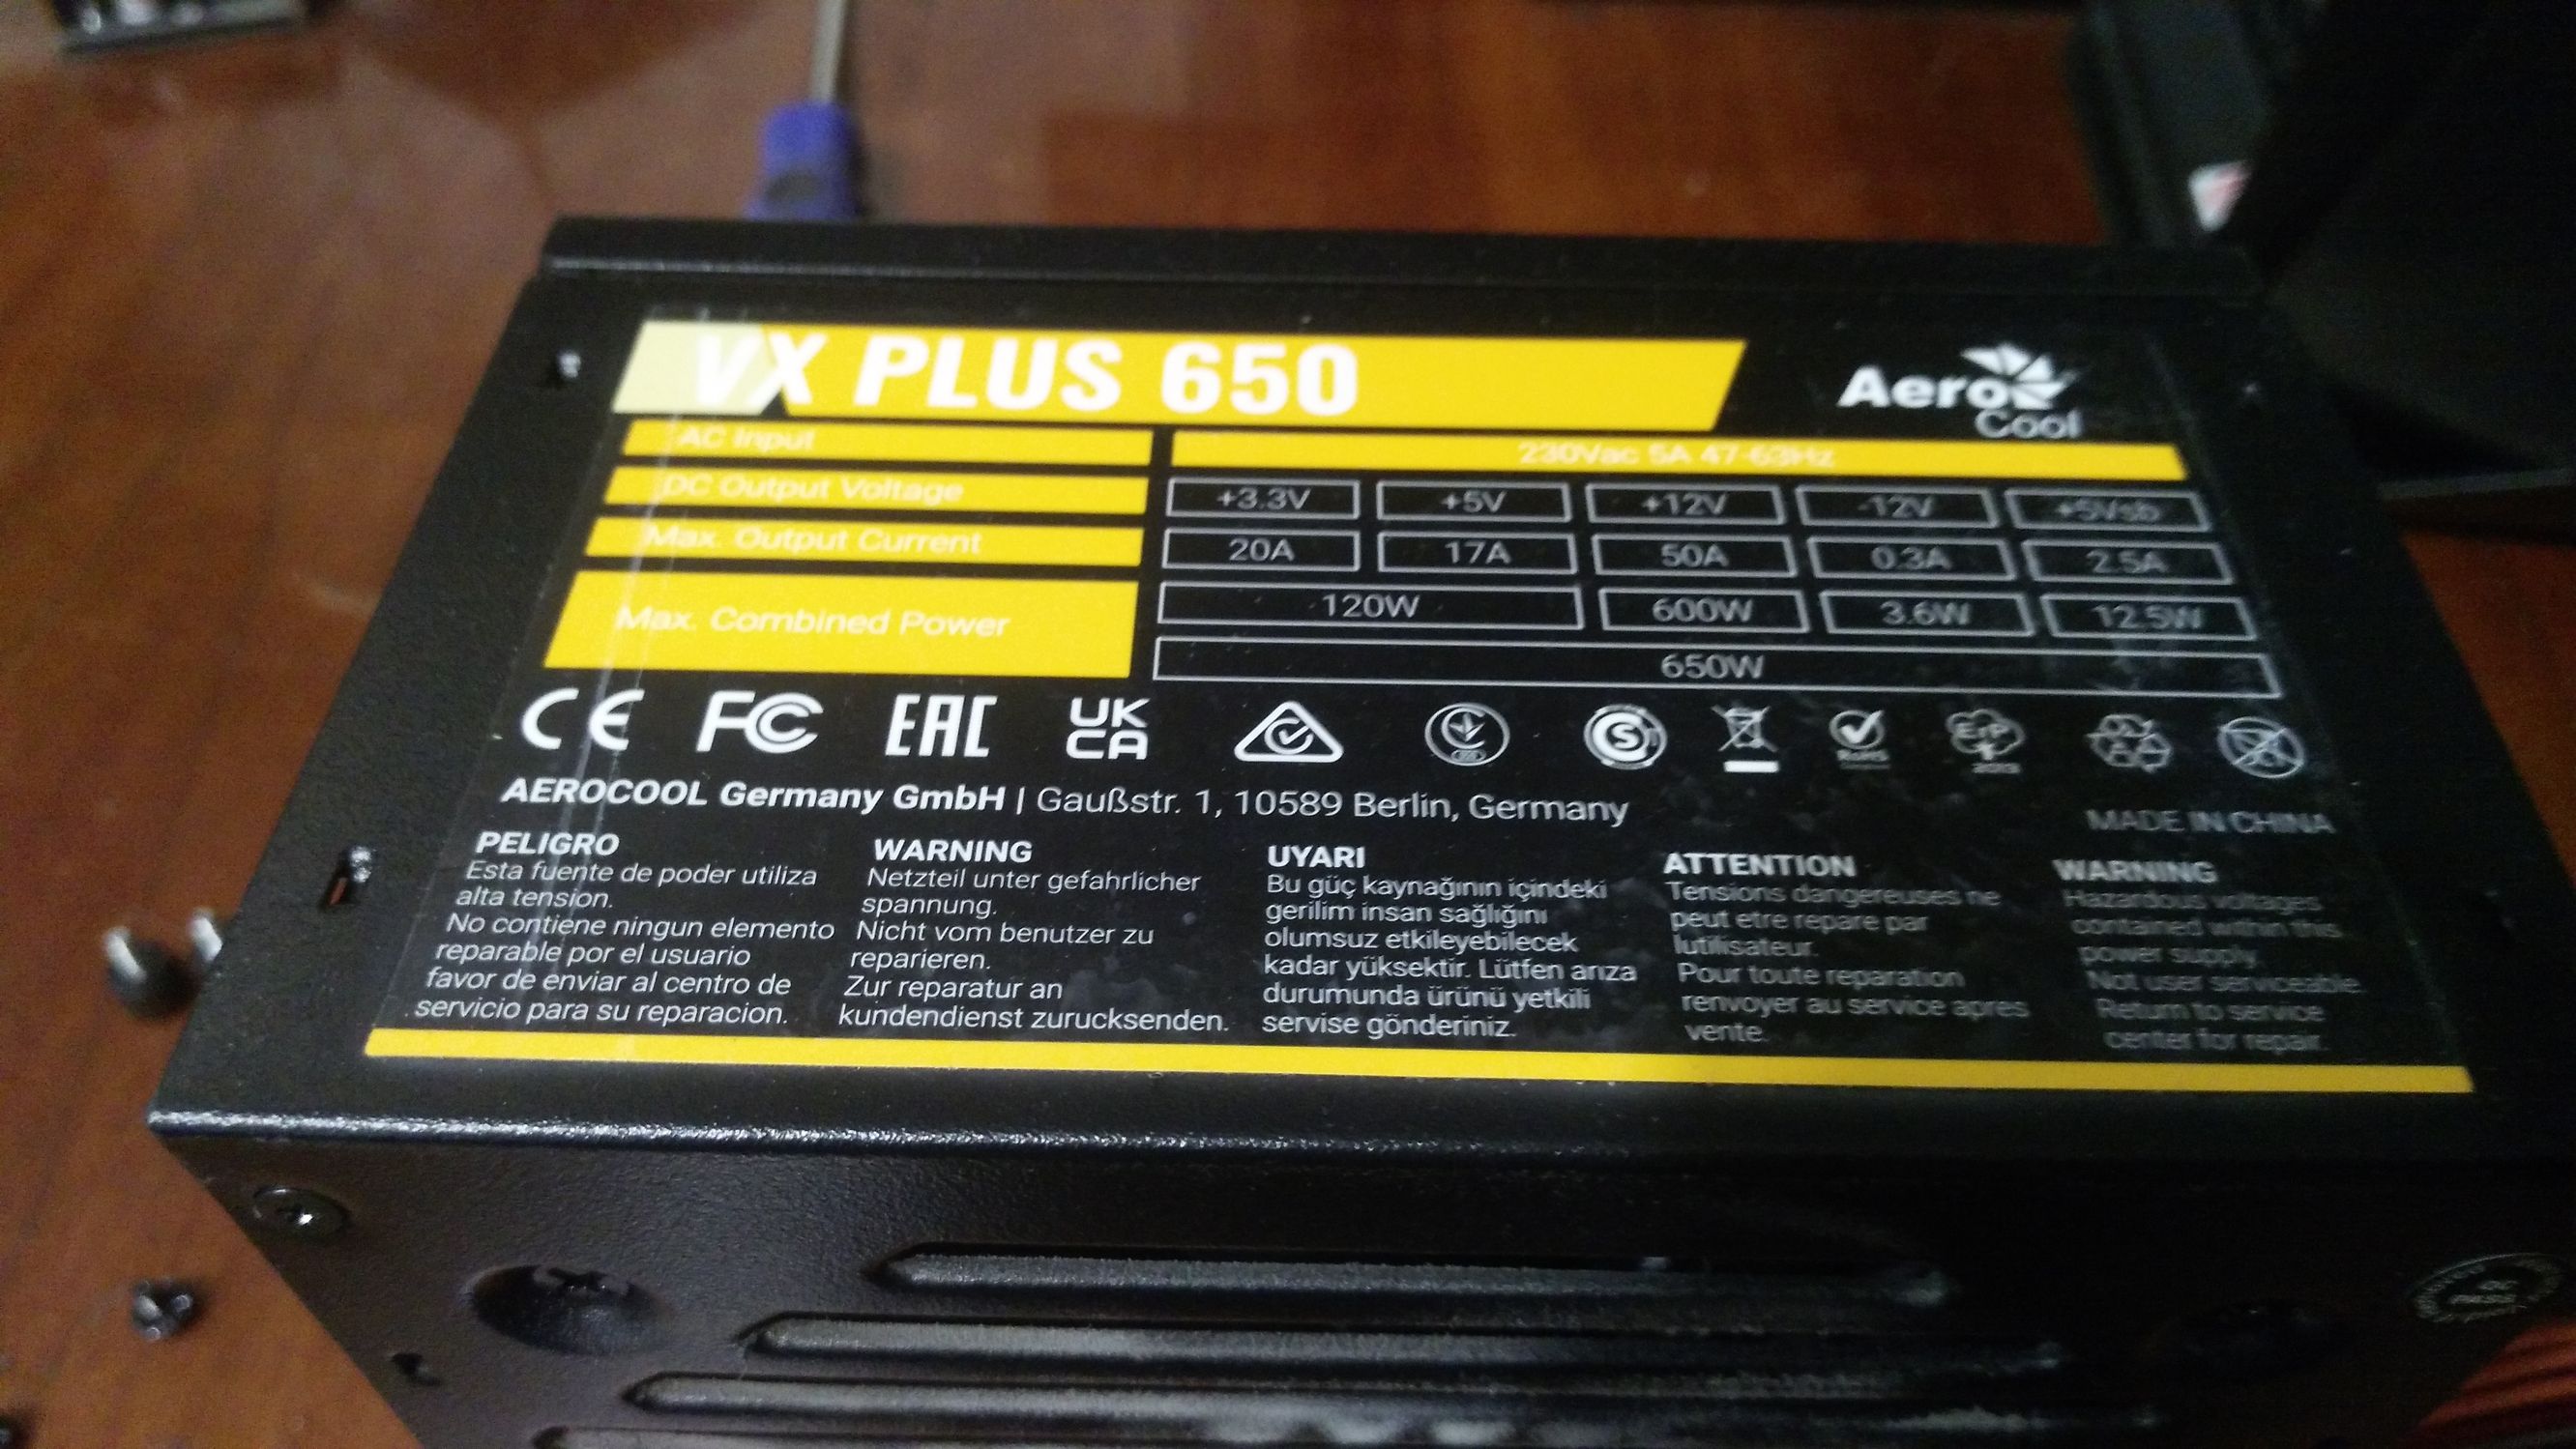 VX PLUS 650
Aero
Cool
AC Input 230Vac 5A 47-63Hz
DC Output Voltage +3.3V +5V +12V -12V +5Vsb
Max. Output Current 20A 17A 50A 0.3A 2.5A
Max. Combined Power 120W 600W 3.6W 12.5W
650W
CE FC EAC UK
CA
S
RoHS
ErP
AEROCOOL Germany GmbH | Gaußstr. 1, 10589 Berlin, Germany
MADE IN CHINA
PELIGRO
Esta fuente de poder utiliza
alta tension.
No contiene ningun elemento
reparable por el usuario
favor de enviar al centro de
servicio para su reparacion.
WARNING
Netzteil unter gefahrlicher
spannung.
Nicht vom benutzer zu
reparieren.
Zur reparatur an
kundendienst zurucksenden.
UYARI
Bu güç kaynağının içindeki
gerilim insan sağlığını
olumsuz etkileyebilecek
kadar yüksektir. Lütfen arıza
durumunda ürünü yetkili
servise gönderiniz.
ATTENTION
Tensions dangereuses ne
peut etre repare par
lutilisateur.
Pour toute reparation
renvoyer au service apres
vente.
WARNING
Hazardous voltages
contained within this
power supply.
Not user serviceable.
Return to service
center for repair.